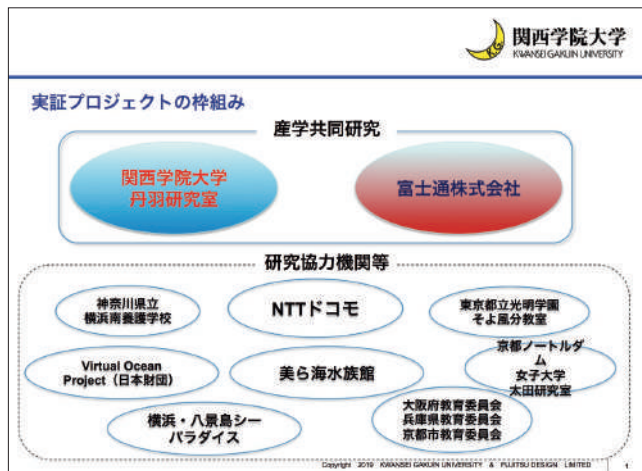 関西学院大学
KWANSEI GAKUIN UNIVERSITY
実証プロジェクトの枠組み
産学共同研究
関西学院大学
丹羽研究室
富士通株式会社
研究協力機関等
神奈川県立
横浜南養護学校
NTTドコモ
東京都立光明学園
そよ風分教室
Virtual Ocean
Project（日本財団）
美ら海水族館
京都ノートルダ
ム
女子大学
太田研究室
横浜・八景島シー
パラダイス
大阪府教育委員会
兵庫県教育委員会
京都市教育委員会
Copyright 2019 KWANSEI GAKUIN UNIVERSITY & FUJITSU DESIGN LIMITED